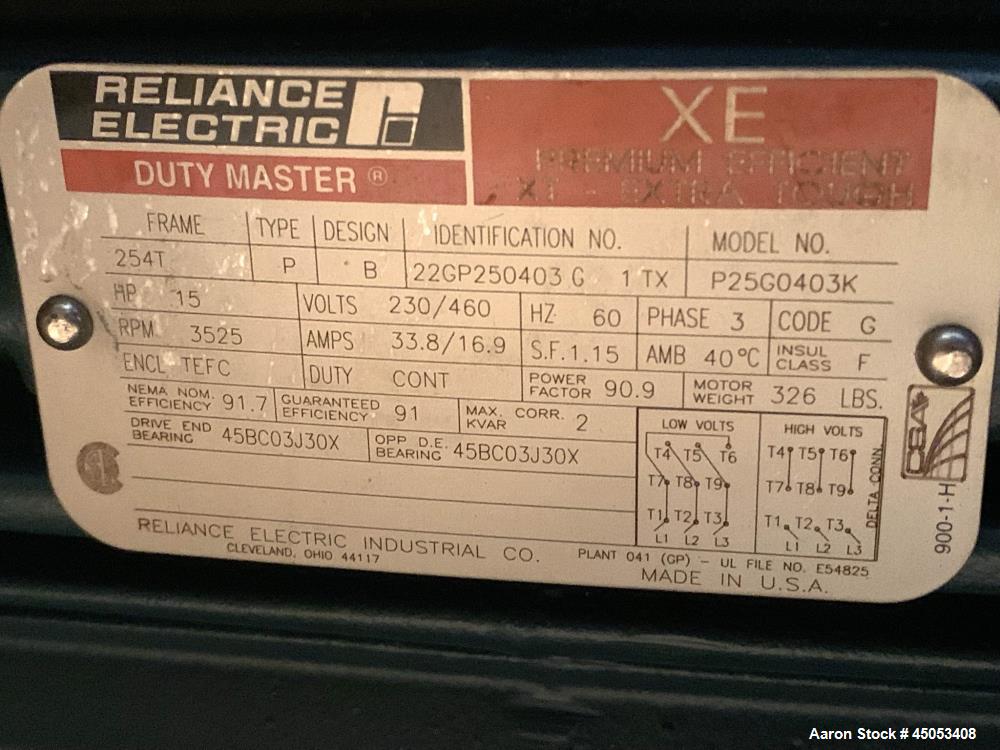 RELIANCE
ELECTRIC
DUTY MASTER ®
XE
PREMIUM EFFICIENT
XT - EXTRA TOUGH
FRAME TYPE DESIGN IDENTIFICATION NO. MODEL NO.
254T P B 22GP250403 G 1 TX P25G0403K
HP 15 VOLTS 230/460 HZ 60 PHASE 3 CODE G
RPM 3525 AMPS 33.8/16.9 S.F. 1.15 AMB 40°C INSUL CLASS F
ENCL TEFC DUTY CONT POWER FACTOR 90.9 MOTOR WEIGHT 326 LBS.
NEMA NOM. EFFICIENCY 91.7 GUARANTEED EFFICIENCY 91 MAX. CORR. KVAR 2
DRIVE END BEARING 45BC03J30X OPP D.E. BEARING 45BC03J30X
LOW VOLTS
T4 T5 T6
T7 T8 T9
T1 T2 T3
L1 L2 L3
HIGH VOLTS
T4 T5 T6
T7 T8 T9
T1 T2 T3
L1 L2 L3
DELTA CONN
CSA
900-1-H
RELIANCE ELECTRIC INDUSTRIAL CO.
CLEVELAND, OHIO 44117
PLANT 041 (GP) - UL FILE NO. E54825
MADE IN U.S.A.
Aaron Stock # 45053408